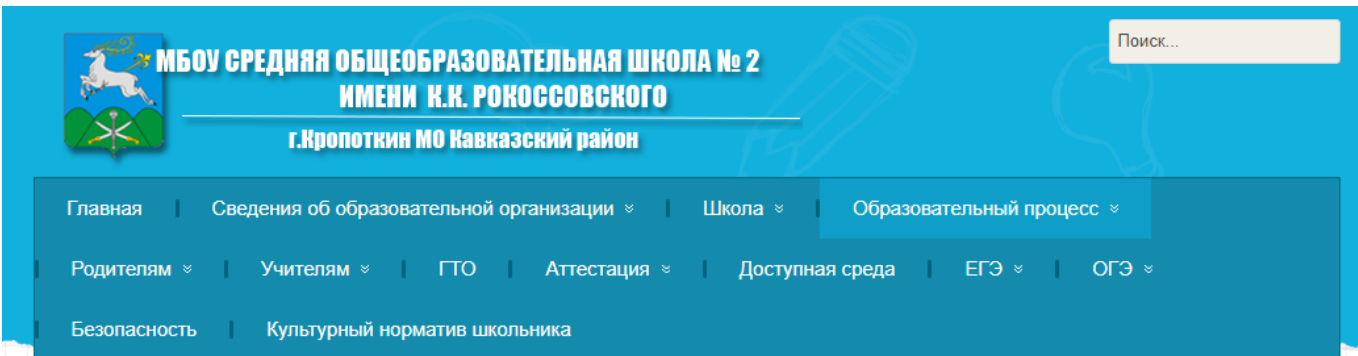 Поиск...
МБОУ СРЕДНЯЯ ОБЩЕОБРАЗОВАТЕЛЬНАЯ ШКОЛА № 2
ИМЕНИ К.К. РОКОССОВСКОГО
г.Кропоткин МО Кавказский район
Главная Сведения об образовательной организации Школа Образовательный процесс
Родителям Учителям ГТО Аттестация Доступная среда ЕГЭ ОГЭ
Безопасность Культурный норматив школьника